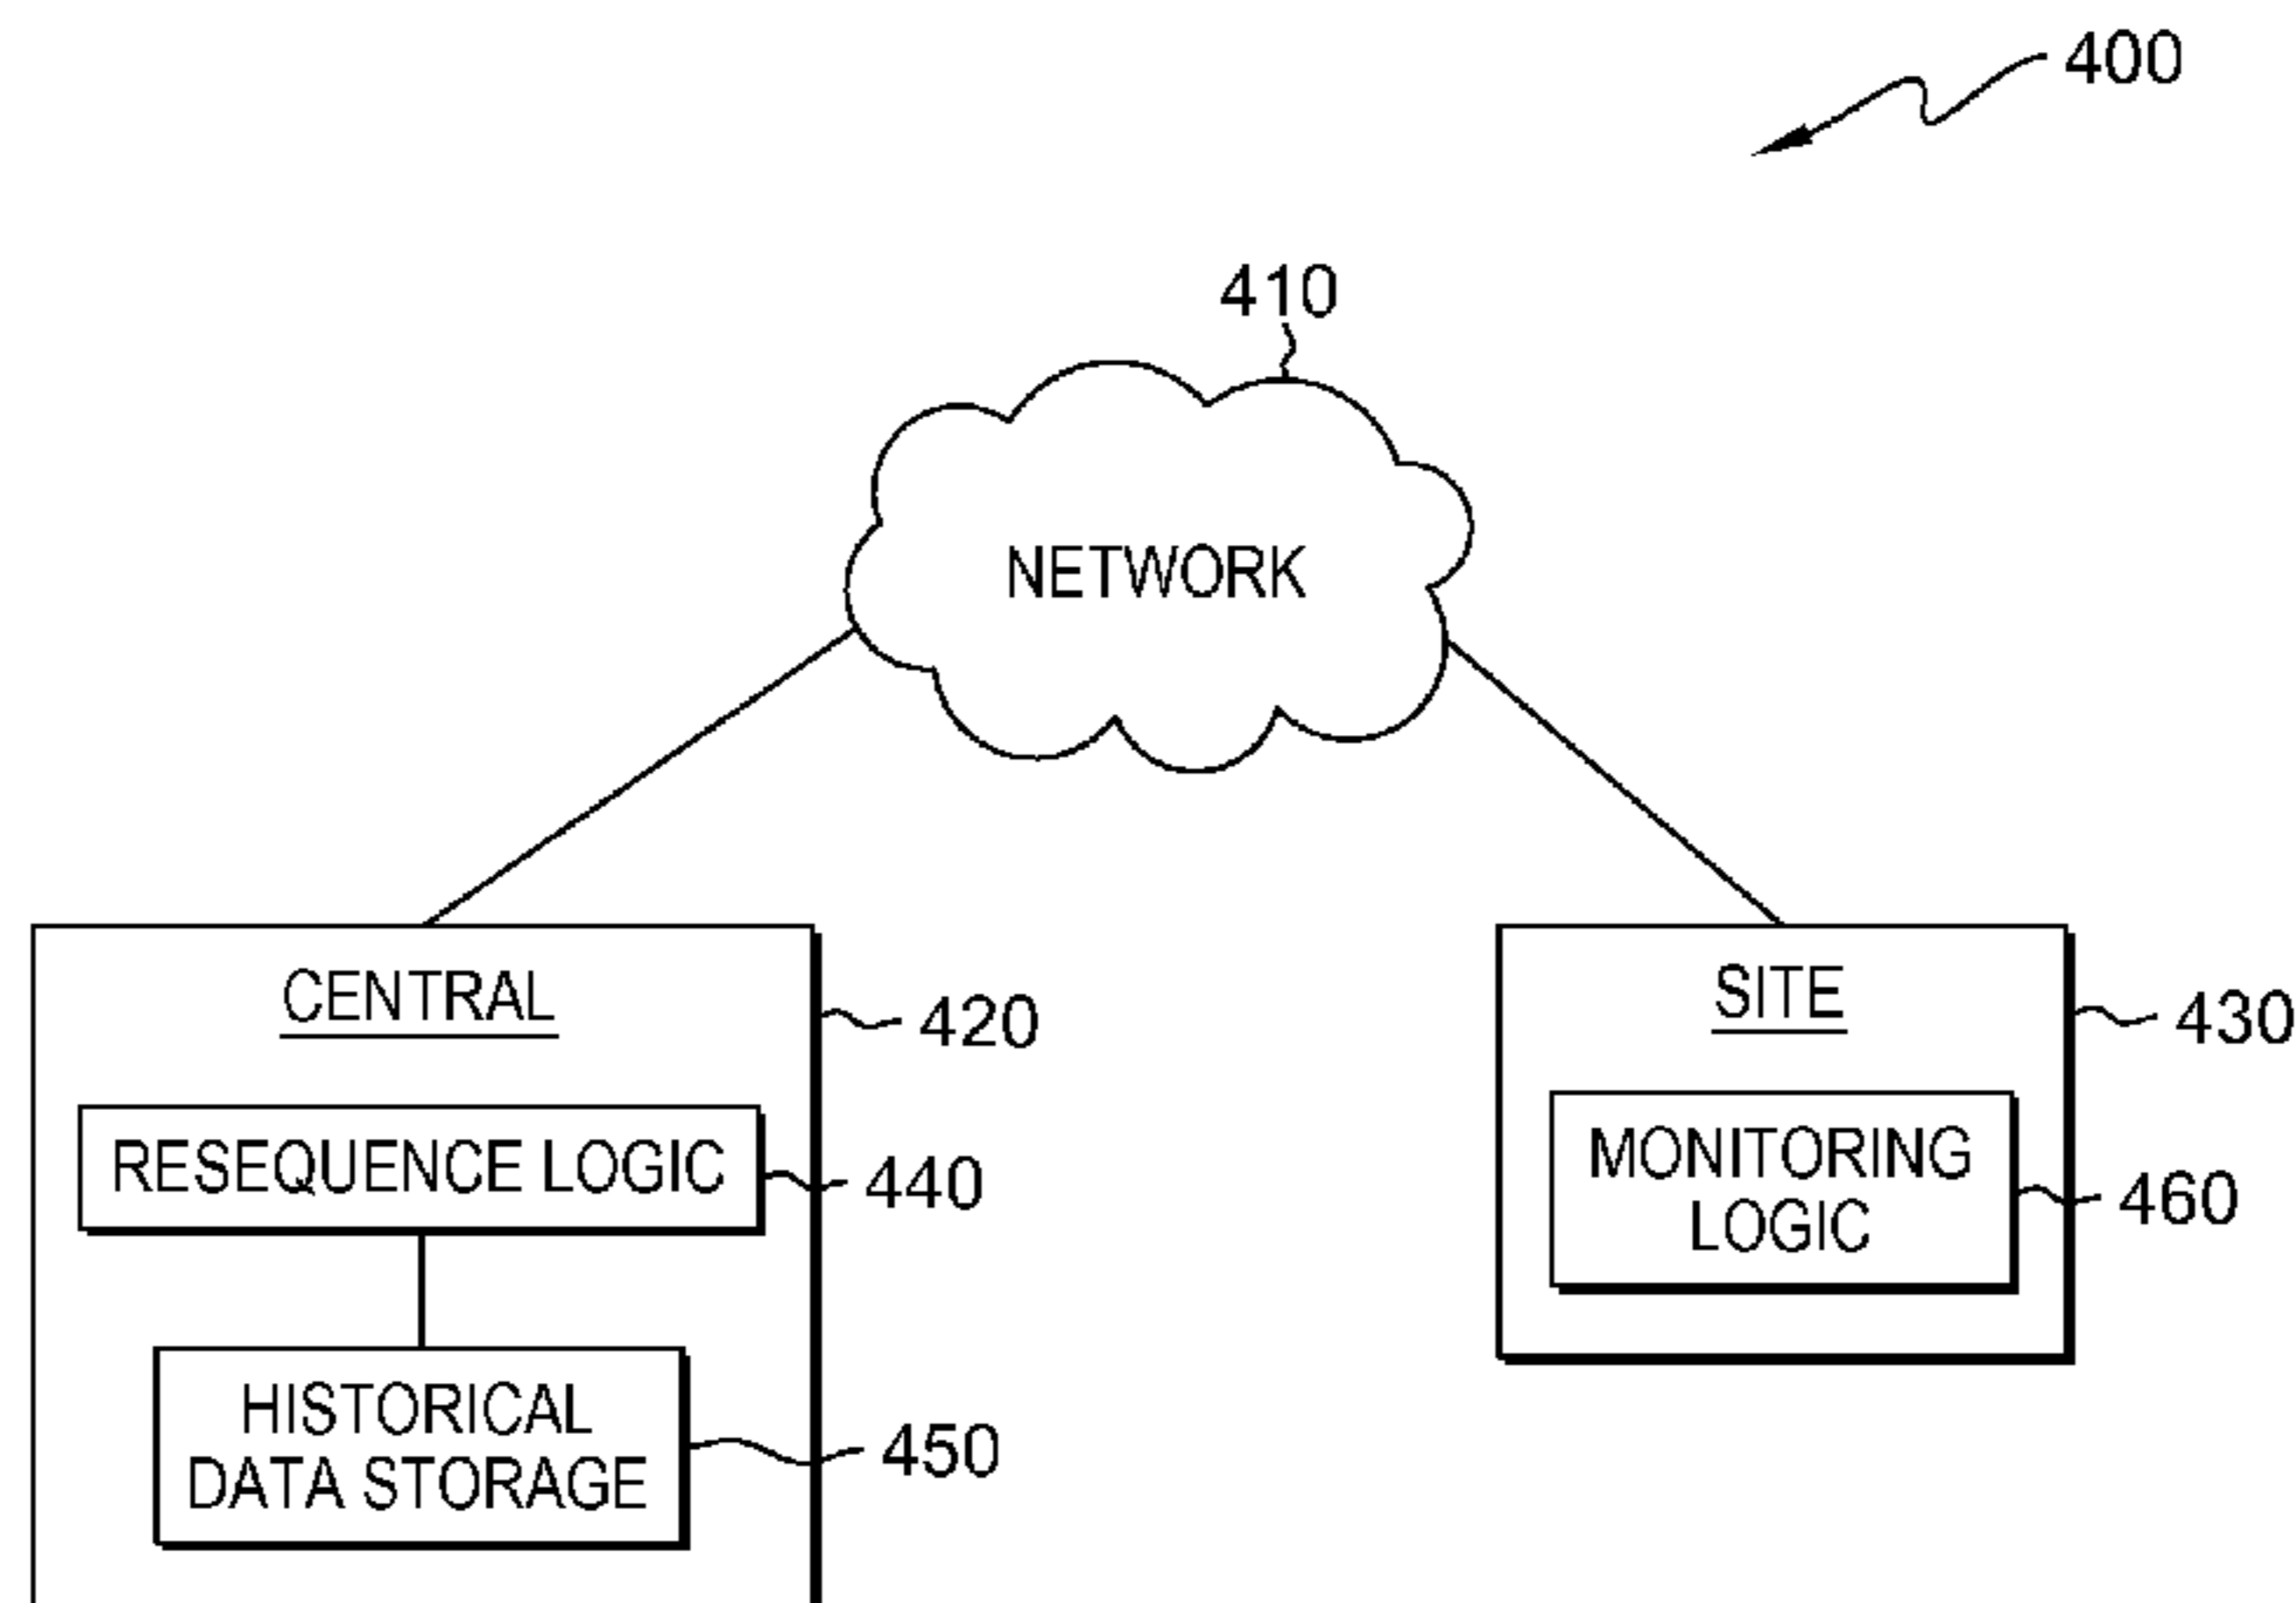 400
410
NETWORK
CENTRAL
420
RESEQUENCE LOGIC
440
HISTORICAL
DATA STORAGE
450
SITE
430
MONITORING
LOGIC
460